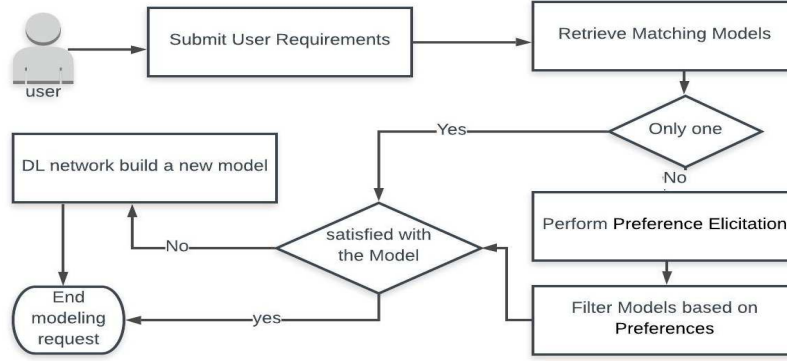 user
Submit User Requirements
Retrieve Matching Models
Only one
Yes
No
DL network build a new model
Perform Preference Elicitation
satisfied with
the Model
No
Filter Models based on
Preferences
End
modeling
request
yes